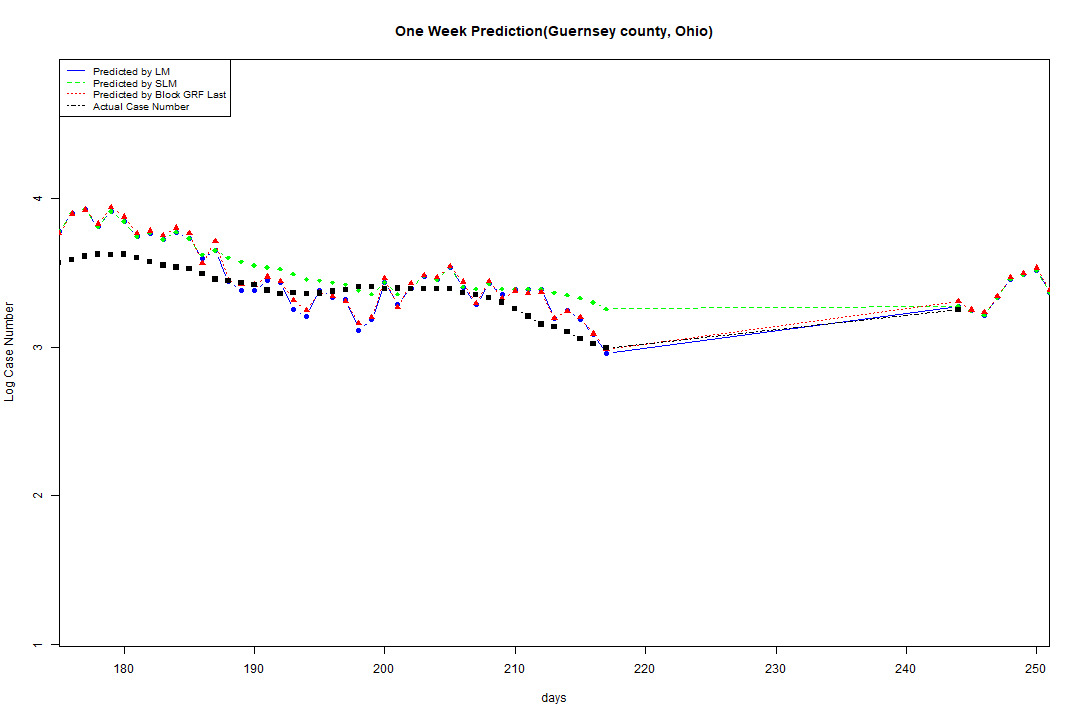 One Week Prediction(Guernsey county, Ohio)
Predicted by LM
Predicted by SLM
Predicted by Block GRF Last
Actual Case Number
Log Case Number
4
3
2
1
180 190 200 210 220 230 240 250
days